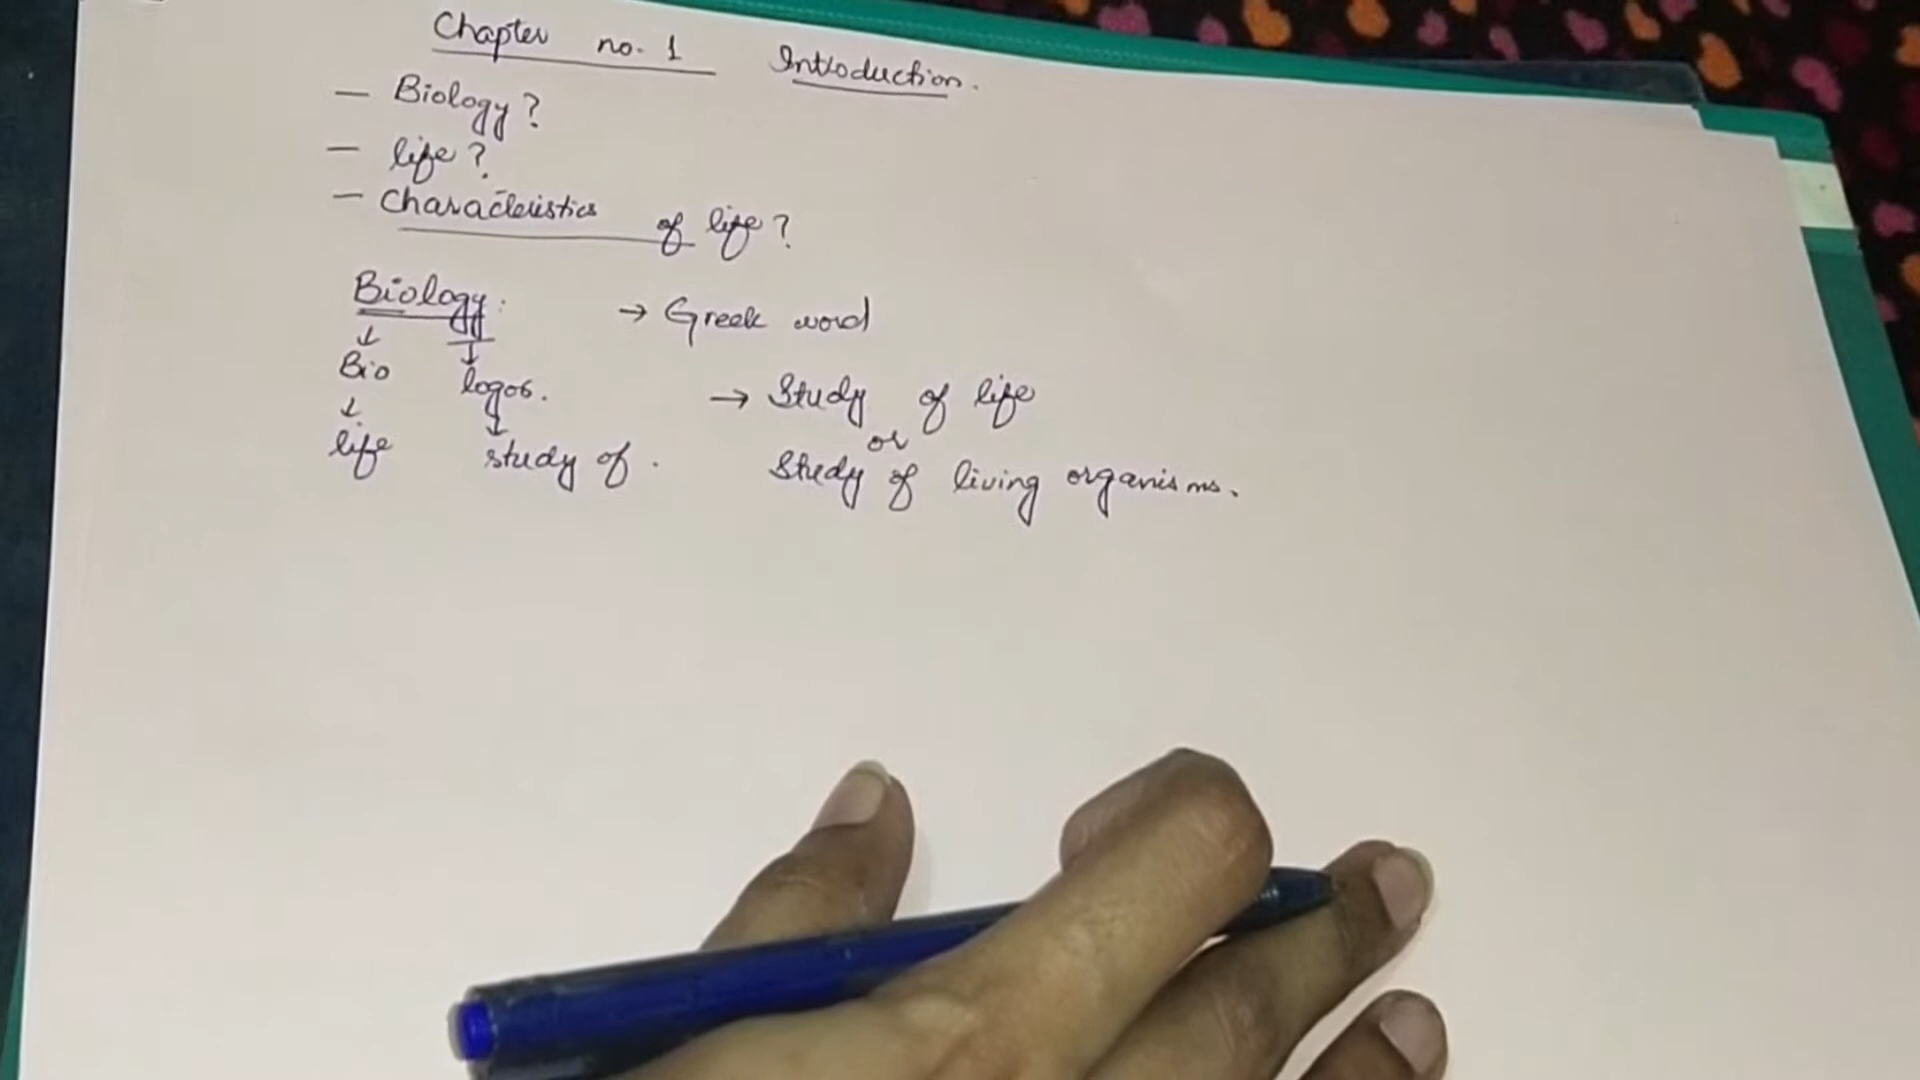 Chapter no. 1 Introduction.
— Biology?
— life?
— Characteristics of life?
Biology: → Greek word
↓ ↓
Bio logos. → Study of life
↓ ↓ or
life study of. Study of living organisms.